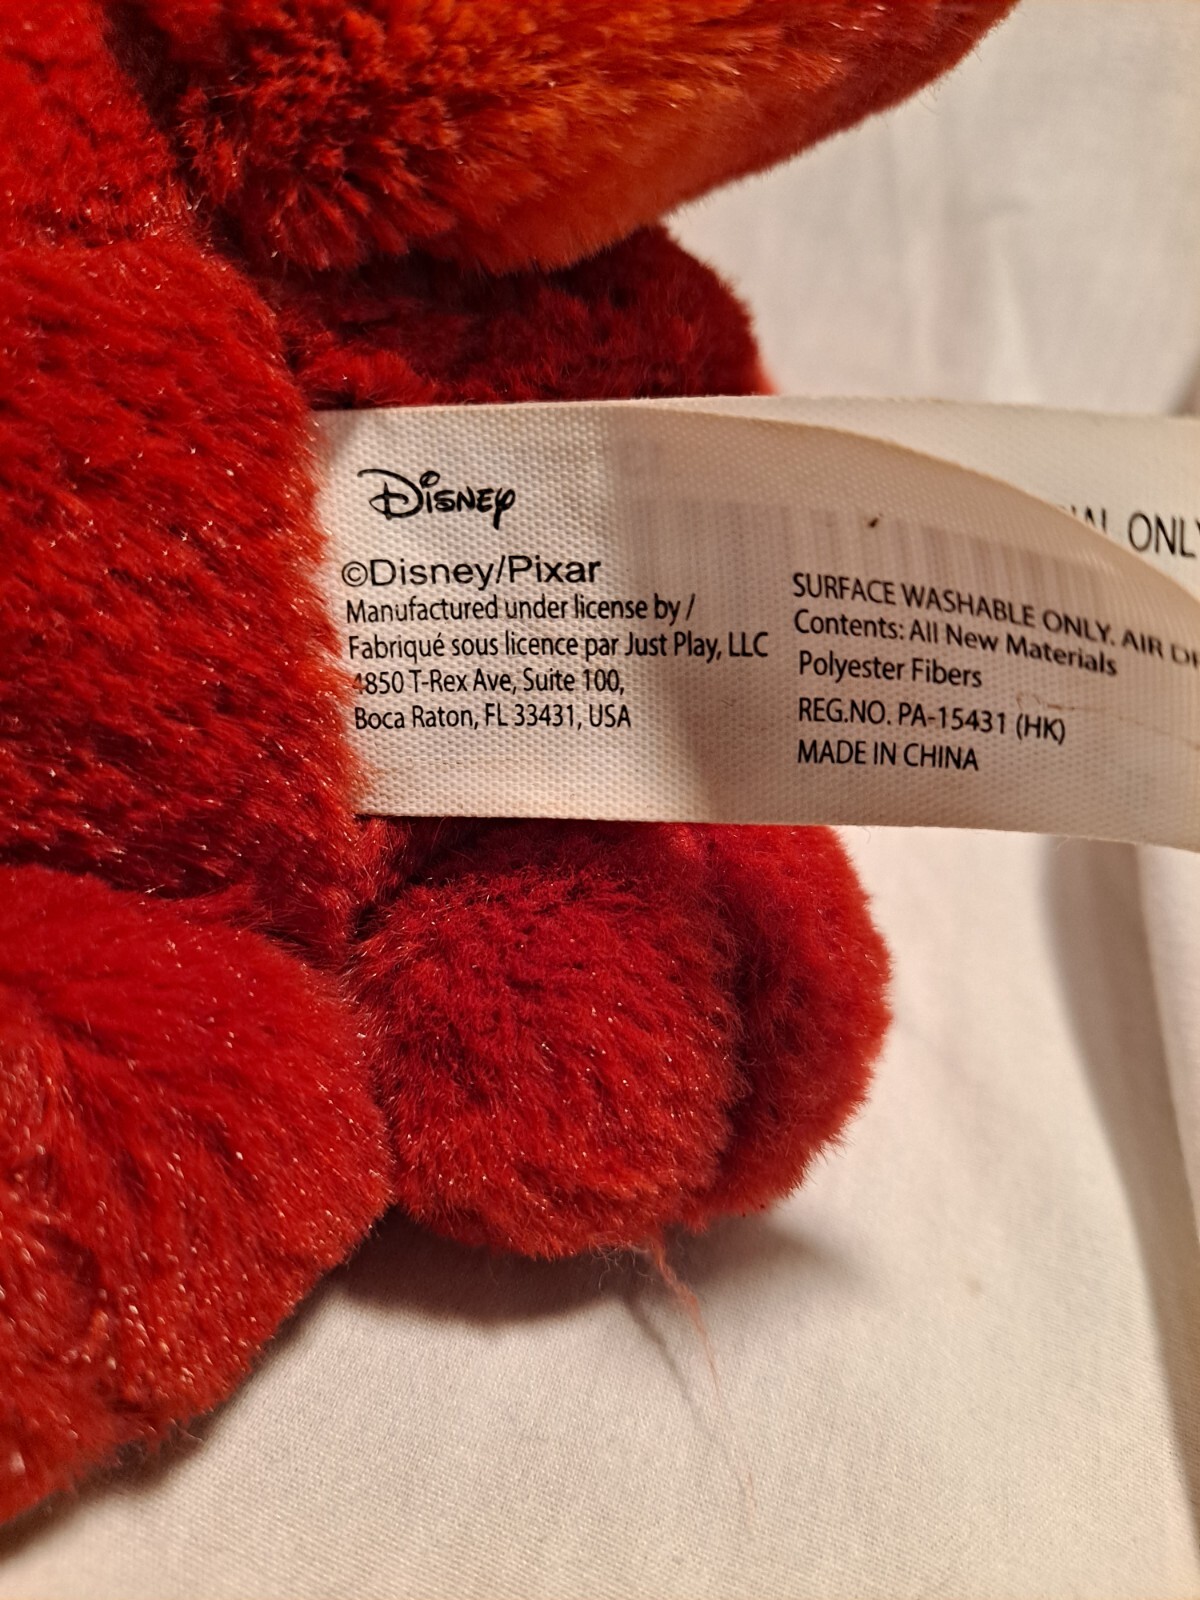 Disney
©Disney/Pixar
Manufactured under license by /
Fabriqué sous licence par Just Play, LLC
4850 T-Rex Ave, Suite 100,
Boca Raton, FL 33431, USA
ONLY
SURFACE WASHABLE ONLY. AIR
Contents: All New Materials
Polyester Fibers
REG.NO. PA-15431 (HK)
MADE IN CHINA